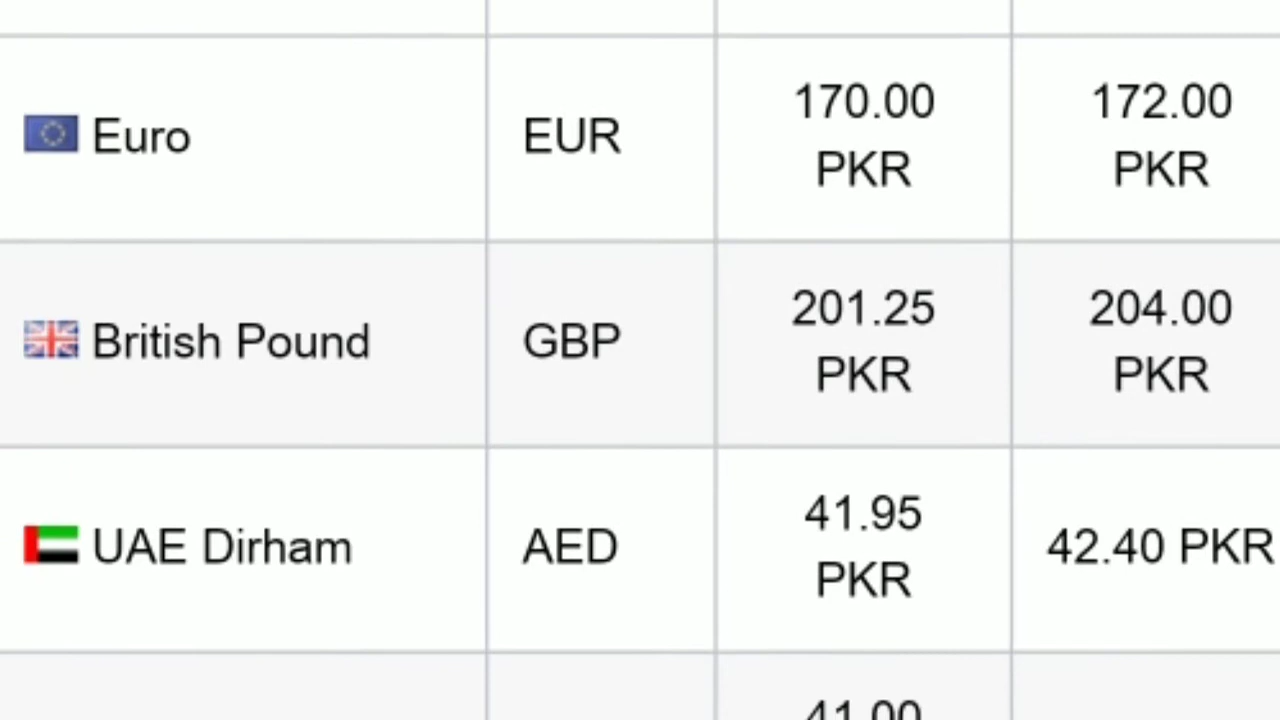 Euro
EUR
170.00
PKR
172.00
PKR
British Pound
GBP
201.25
PKR
204.00
PKR
UAE Dirham
AED
41.95
PKR
42.40 PKR
41.00